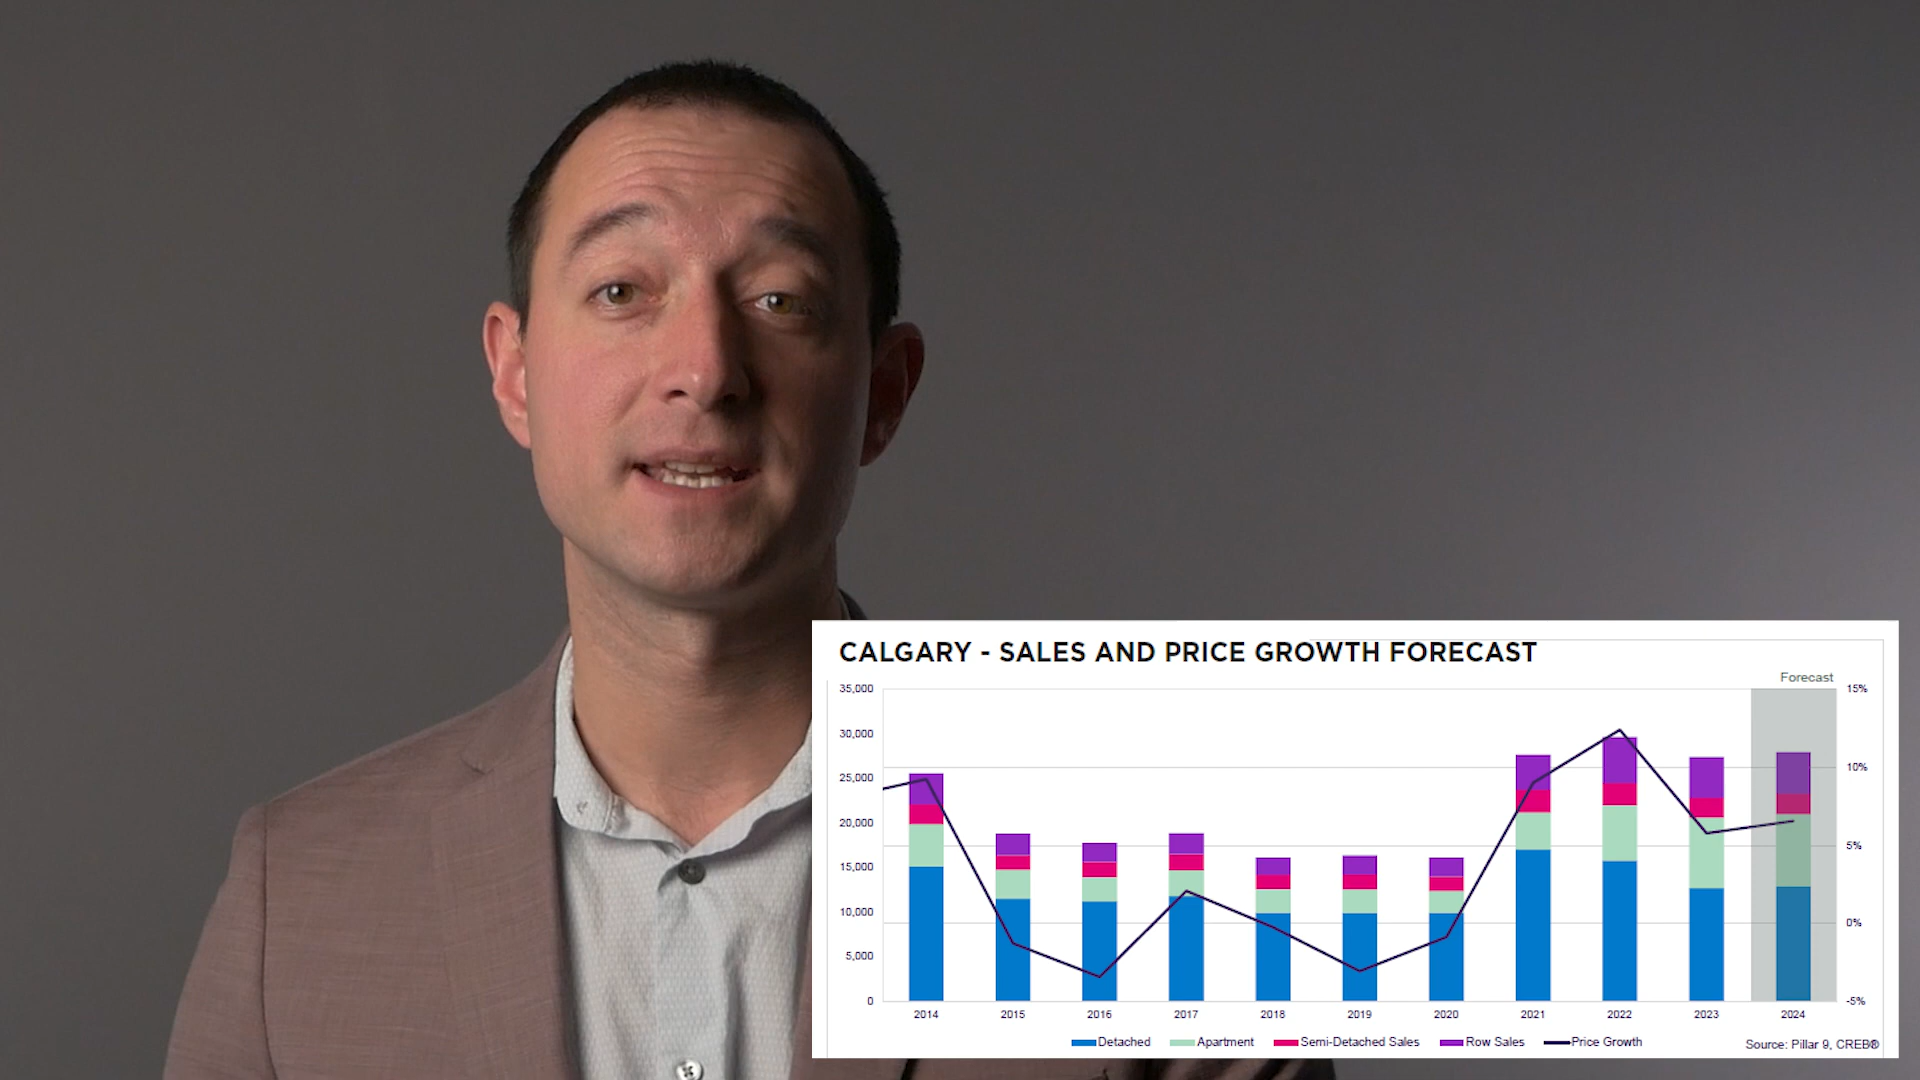 CALGARY - SALES AND PRICE GROWTH FORECAST
Forecast
35,000
30,000
25,000
20,000
15,000
10,000
5,000
0
15%
10%
5%
0%
-5%
2014 2015 2016 2017 2018 2019 2020 2021 2022 2023 2024
Detached Apartment Semi-Detached Sales Row Sales Price Growth
Source: Pillar 9, CREB®